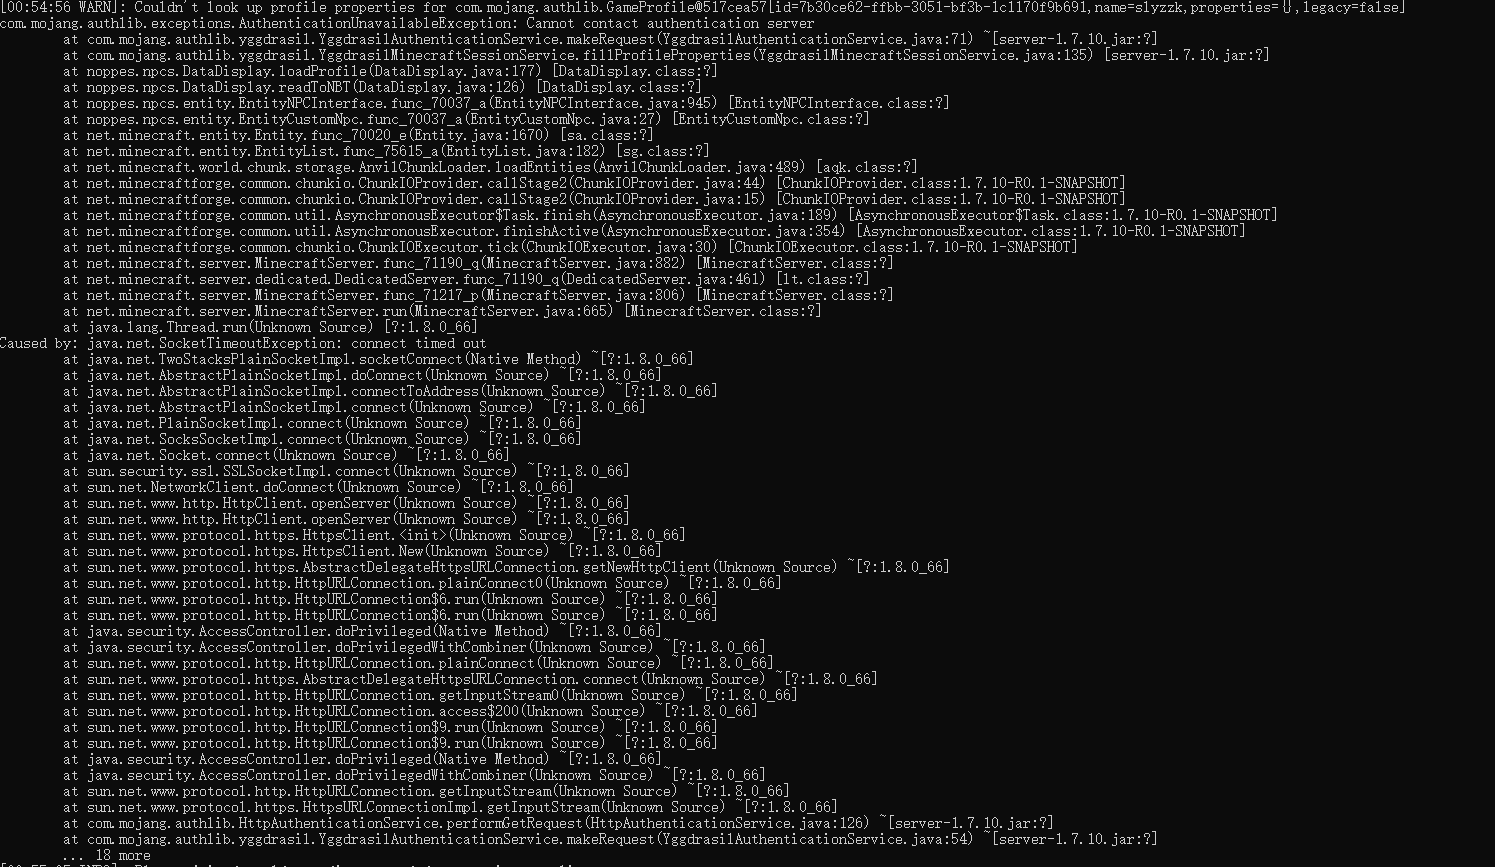 [00:54:56 WARN]: Couldn't look up profile properties for com.mojang.authlib.GameProfile@517cea57[id=7b30ce62-ffbb-3051-bf3b-1c1170f9b691,name=slyzzk,properties={},legacy=false]
com.mojang.authlib.exceptions.AuthenticationUnavailableException: Cannot contact authentication server
at com.mojang.authlib.yggdrasil.YggdrasilAuthenticationService.makeRequest(YggdrasilAuthenticationService.java:71) ~[server-1.7.10.jar:?]
at com.mojang.authlib.yggdrasil.YggdrasilMinecraftSessionService.fillProfileProperties(YggdrasilMinecraftSessionService.java:135) [server-1.7.10.jar:?]
at noppes.npcs.DataDisplay.loadProfile(DataDisplay.java:177) [DataDisplay.class:?]
at noppes.npcs.DataDisplay.readToNBT(DataDisplay.java:126) [DataDisplay.class:?]
at noppes.npcs.entity.EntityNPCInterface.func_70037_a(EntityNPCInterface.java:945) [EntityNPCInterface.class:?]
at noppes.npcs.entity.EntityCustomNpc.func_70037_a(EntityCustomNpc.java:27) [EntityCustomNpc.class:?]
at net.minecraft.entity.Entity.func_70020_e(Entity.java:1670) [sa.class:?]
at net.minecraft.entity.EntityList.func_75615_a(EntityList.java:182) [sg.class:?]
at net.minecraft.world.chunk.storage.AnvilChunkLoader.loadEntities(AnvilChunkLoader.java:489) [aqk.class:?]
at net.minecraftforge.common.chunkio.ChunkIOProvider.callStage2(ChunkIOProvider.java:44) [ChunkIOProvider.class:1.7.10-R0.1-SNAPSHOT]
at net.minecraftforge.common.chunkio.ChunkIOProvider.callStage2(ChunkIOProvider.java:15) [ChunkIOProvider.class:1.7.10-R0.1-SNAPSHOT]
at net.minecraftforge.common.util.AsynchronousExecutor$Task.finish(AsynchronousExecutor.java:189) [AsynchronousExecutor$Task.class:1.7.10-R0.1-SNAPSHOT]
at net.minecraftforge.common.util.AsynchronousExecutor.finishActive(AsynchronousExecutor.java:354) [AsynchronousExecutor.class:1.7.10-R0.1-SNAPSHOT]
at net.minecraftforge.common.chunkio.ChunkIOExecutor.tick(ChunkIOExecutor.java:30) [ChunkIOExecutor.class:1.7.10-R0.1-SNAPSHOT]
at net.minecraft.server.MinecraftServer.func_71190_q(MinecraftServer.java:882) [MinecraftServer.class:?]
at net.minecraft.server.dedicated.DedicatedServer.func_71190_q(DedicatedServer.java:461) [lt.class:?]
at net.minecraft.server.MinecraftServer.func_71217_p(MinecraftServer.java:806) [MinecraftServer.class:?]
at net.minecraft.server.MinecraftServer.run(MinecraftServer.java:665) [MinecraftServer.class:?]
at java.lang.Thread.run(Unknown Source) [?:1.8.0_66]
Caused by: java.net.SocketTimeoutException: connect timed out
at java.net.TwoStacksPlainSocketImpl.socketConnect(Native Method) ~[?:1.8.0_66]
at java.net.AbstractPlainSocketImpl.doConnect(Unknown Source) ~[?:1.8.0_66]
at java.net.AbstractPlainSocketImpl.connectToAddress(Unknown Source) ~[?:1.8.0_66]
at java.net.AbstractPlainSocketImpl.connect(Unknown Source) ~[?:1.8.0_66]
at java.net.PlainSocketImpl.connect(Unknown Source) ~[?:1.8.0_66]
at java.net.SocksSocketImpl.connect(Unknown Source) ~[?:1.8.0_66]
at java.net.Socket.connect(Unknown Source) ~[?:1.8.0_66]
at sun.security.ssl.SSLSocketImpl.connect(Unknown Source) ~[?:1.8.0_66]
at sun.net.NetworkClient.doConnect(Unknown Source) ~[?:1.8.0_66]
at sun.net.www.http.HttpClient.openServer(Unknown Source) ~[?:1.8.0_66]
at sun.net.www.http.HttpClient.openServer(Unknown Source) ~[?:1.8.0_66]
at sun.net.www.protocol.https.HttpsClient.<init>(Unknown Source) ~[?:1.8.0_66]
at sun.net.www.protocol.https.HttpsClient.New(Unknown Source) ~[?:1.8.0_66]
at sun.net.www.protocol.https.AbstractDelegateHttpsURLConnection.getNewHttpClient(Unknown Source) ~[?:1.8.0_66]
at sun.net.www.protocol.http.HttpURLConnection.plainConnect0(Unknown Source) ~[?:1.8.0_66]
at sun.net.www.protocol.http.HttpURLConnection$6.run(Unknown Source) ~[?:1.8.0_66]
at sun.net.www.protocol.http.HttpURLConnection$6.run(Unknown Source) ~[?:1.8.0_66]
at java.security.AccessController.doPrivileged(Native Method) ~[?:1.8.0_66]
at java.security.AccessController.doPrivilegedWithCombiner(Unknown Source) ~[?:1.8.0_66]
at sun.net.www.protocol.http.HttpURLConnection.plainConnect(Unknown Source) ~[?:1.8.0_66]
at sun.net.www.protocol.https.AbstractDelegateHttpsURLConnection.connect(Unknown Source) ~[?:1.8.0_66]
at sun.net.www.protocol.http.HttpURLConnection.getInputStream0(Unknown Source) ~[?:1.8.0_66]
at sun.net.www.protocol.http.HttpURLConnection.access$200(Unknown Source) ~[?:1.8.0_66]
at sun.net.www.protocol.http.HttpURLConnection$9.run(Unknown Source) ~[?:1.8.0_66]
at sun.net.www.protocol.http.HttpURLConnection$9.run(Unknown Source) ~[?:1.8.0_66]
at java.security.AccessController.doPrivileged(Native Method) ~[?:1.8.0_66]
at java.security.AccessController.doPrivilegedWithCombiner(Unknown Source) ~[?:1.8.0_66]
at sun.net.www.protocol.http.HttpURLConnection.getInputStream(Unknown Source) ~[?:1.8.0_66]
at sun.net.www.protocol.https.HttpsURLConnectionImpl.getInputStream(Unknown Source) ~[?:1.8.0_66]
at com.mojang.authlib.HttpAuthenticationService.performGetRequest(HttpAuthenticationService.java:126) ~[server-1.7.10.jar:?]
at com.mojang.authlib.yggdrasil.YggdrasilAuthenticationService.makeRequest(YggdrasilAuthenticationService.java:54) ~[server-1.7.10.jar:?]
... 18 more